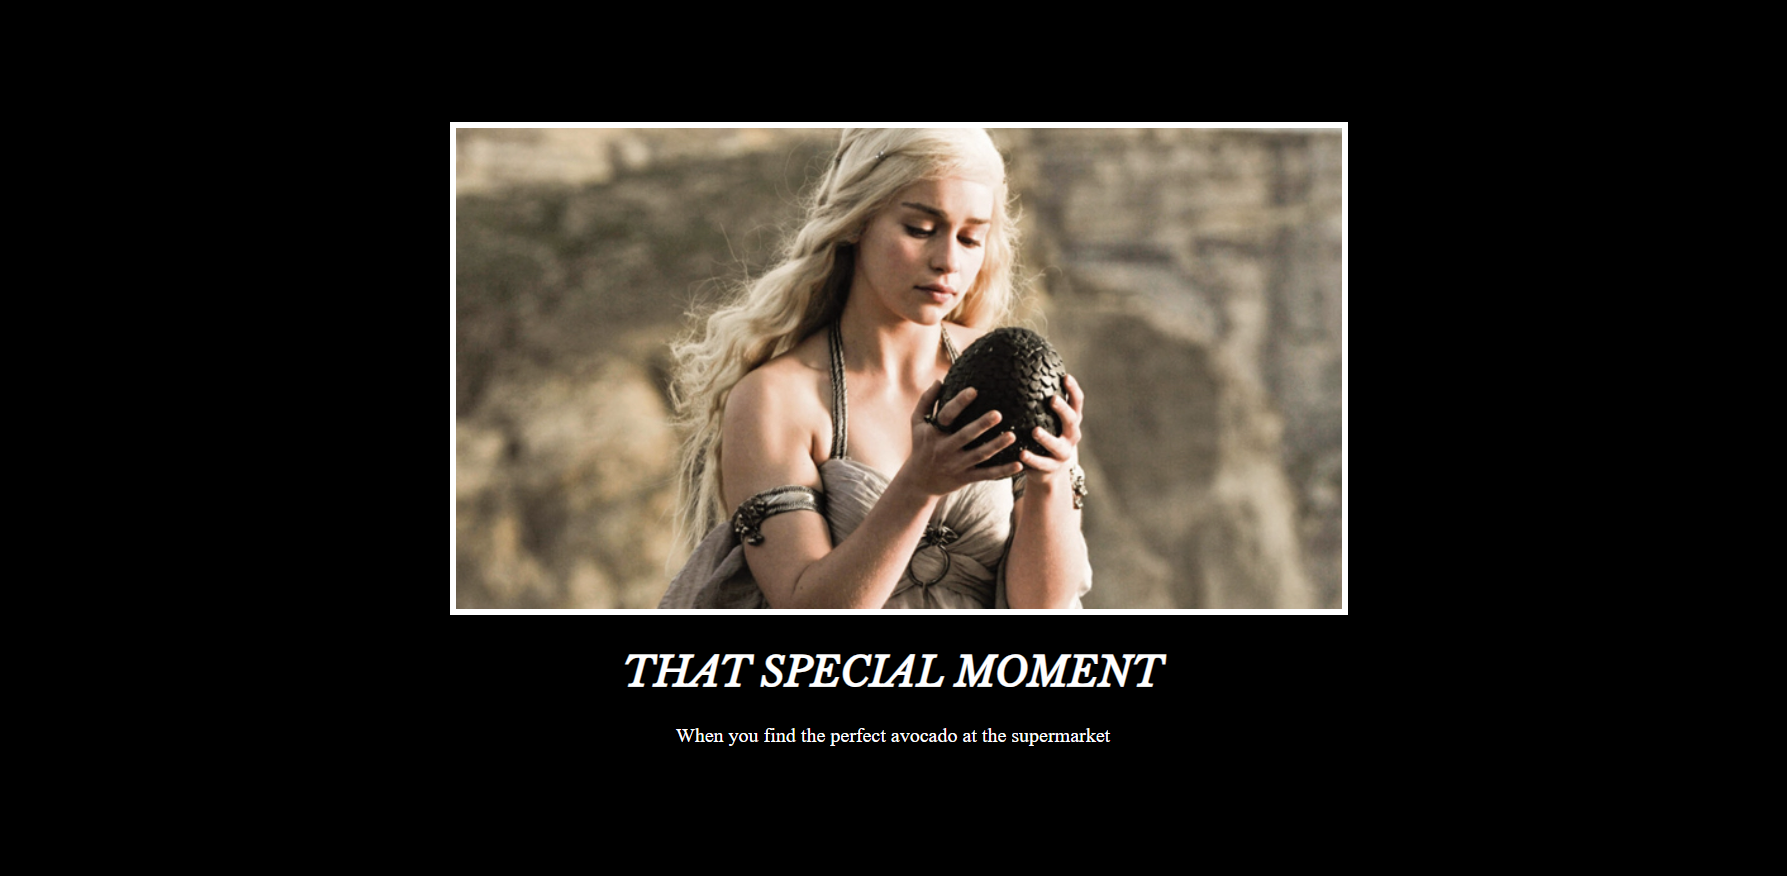 THAT SPECIAL MOMENT
When you find the perfect avocado at the supermarket